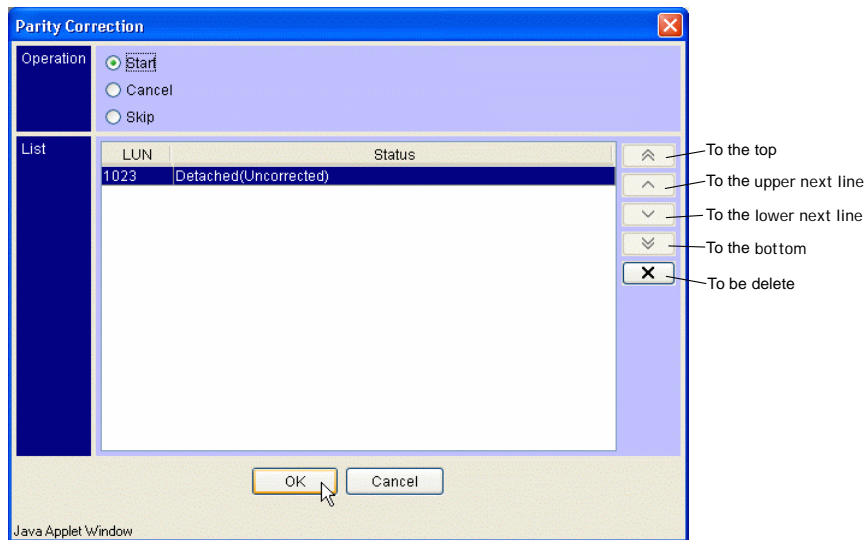 Parity Correction
Operation
Start
Cancel
Skip
List
LUN Status
1023 Detached(Uncorrected)
To the top
To the upper next line
To the lower next line
To the bottom
To be delete
OK Cancel
Java Applet Window